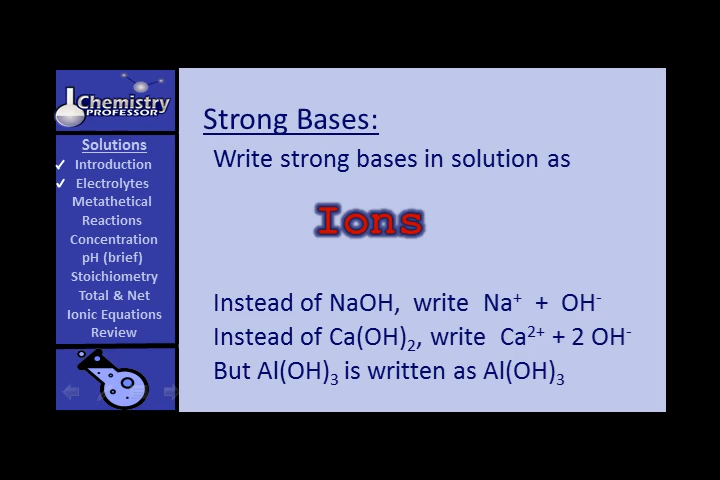 Chemistry
PROFESSOR
Solutions
✓ Introduction
✓ Electrolytes
Metathetical
Reactions
Concentration
pH (brief)
Stoichiometry
Total & Net
Ionic Equations
Review
Strong Bases:
Write strong bases in solution as
Ions
Instead of NaOH, write Na⁺ + OH⁻
Instead of Ca(OH)₂, write Ca²⁺ + 2 OH⁻
But Al(OH)₃ is written as Al(OH)₃